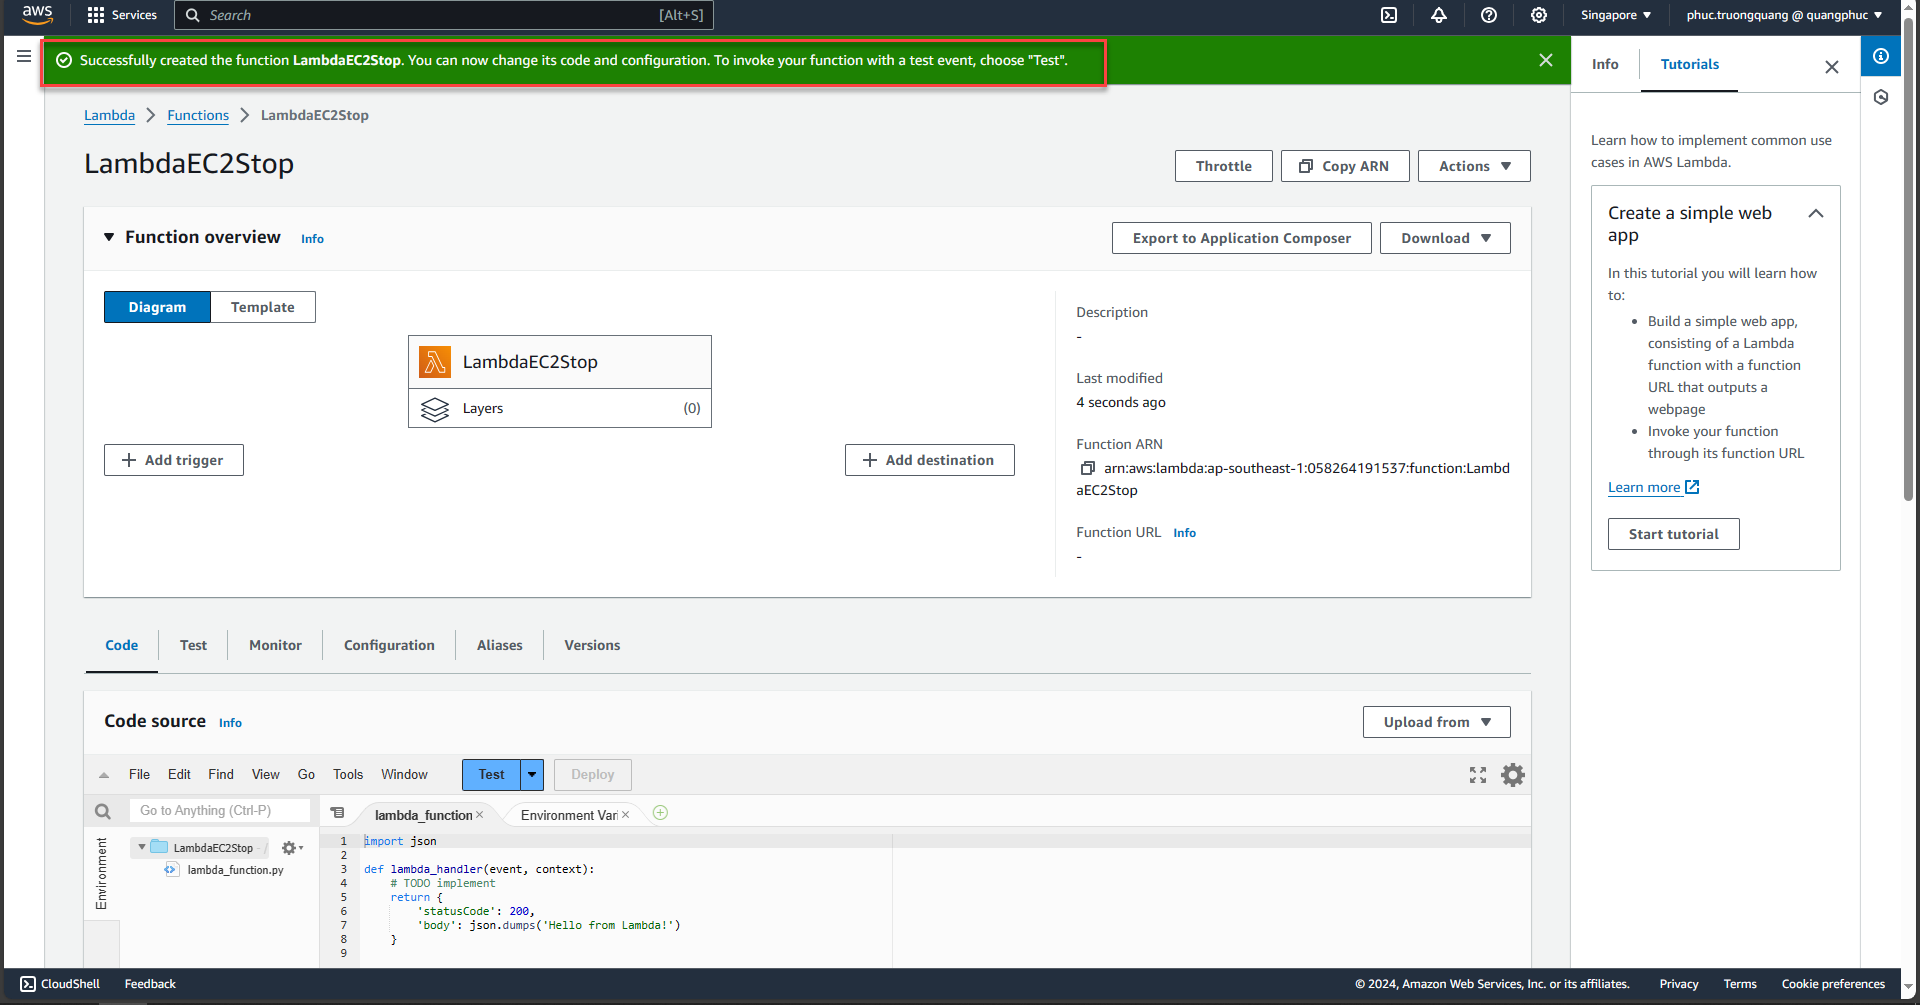 aws
Services
Search
[Alt+S]
Singapore
phuc.truongquang @ quangphuc
Successfully created the function LambdaEC2Stop. You can now change its code and configuration. To invoke your function with a test event, choose "Test".
Lambda
Functions
LambdaEC2Stop
LambdaEC2Stop
Throttle
Copy ARN
Actions
Function overview
Info
Export to Application Composer
Download
Diagram
Template
LambdaEC2Stop
Layers
(0)
Add trigger
Add destination
Description
-
Last modified
4 seconds ago
Function ARN
arn:aws:lambda:ap-southeast-1:058264191537:function:Lambd
aEC2Stop
Function URL
Info
-
Code
Test
Monitor
Configuration
Aliases
Versions
Code source
Info
Upload from
File
Edit
Find
View
Go
Tools
Window
Test
Deploy
Go to Anything (Ctrl-P)
Environment
LambdaEC2Stop - /
lambda_function.py
lambda_function
Environment Var
1 import json
2
3 def lambda_handler(event, context):
4 # TODO implement
5 return {
6 'statusCode': 200,
7 'body': json.dumps('Hello from Lambda!')
8 }
9
Info
Tutorials
Learn how to implement common use
cases in AWS Lambda.
Create a simple web
app
In this tutorial you will learn how
to:
• Build a simple web app,
consisting of a Lambda
function with a function
URL that outputs a
webpage
• Invoke your function
through its function URL
Learn more
Start tutorial
CloudShell
Feedback
© 2024, Amazon Web Services, Inc. or its affiliates.
Privacy
Terms
Cookie preferences